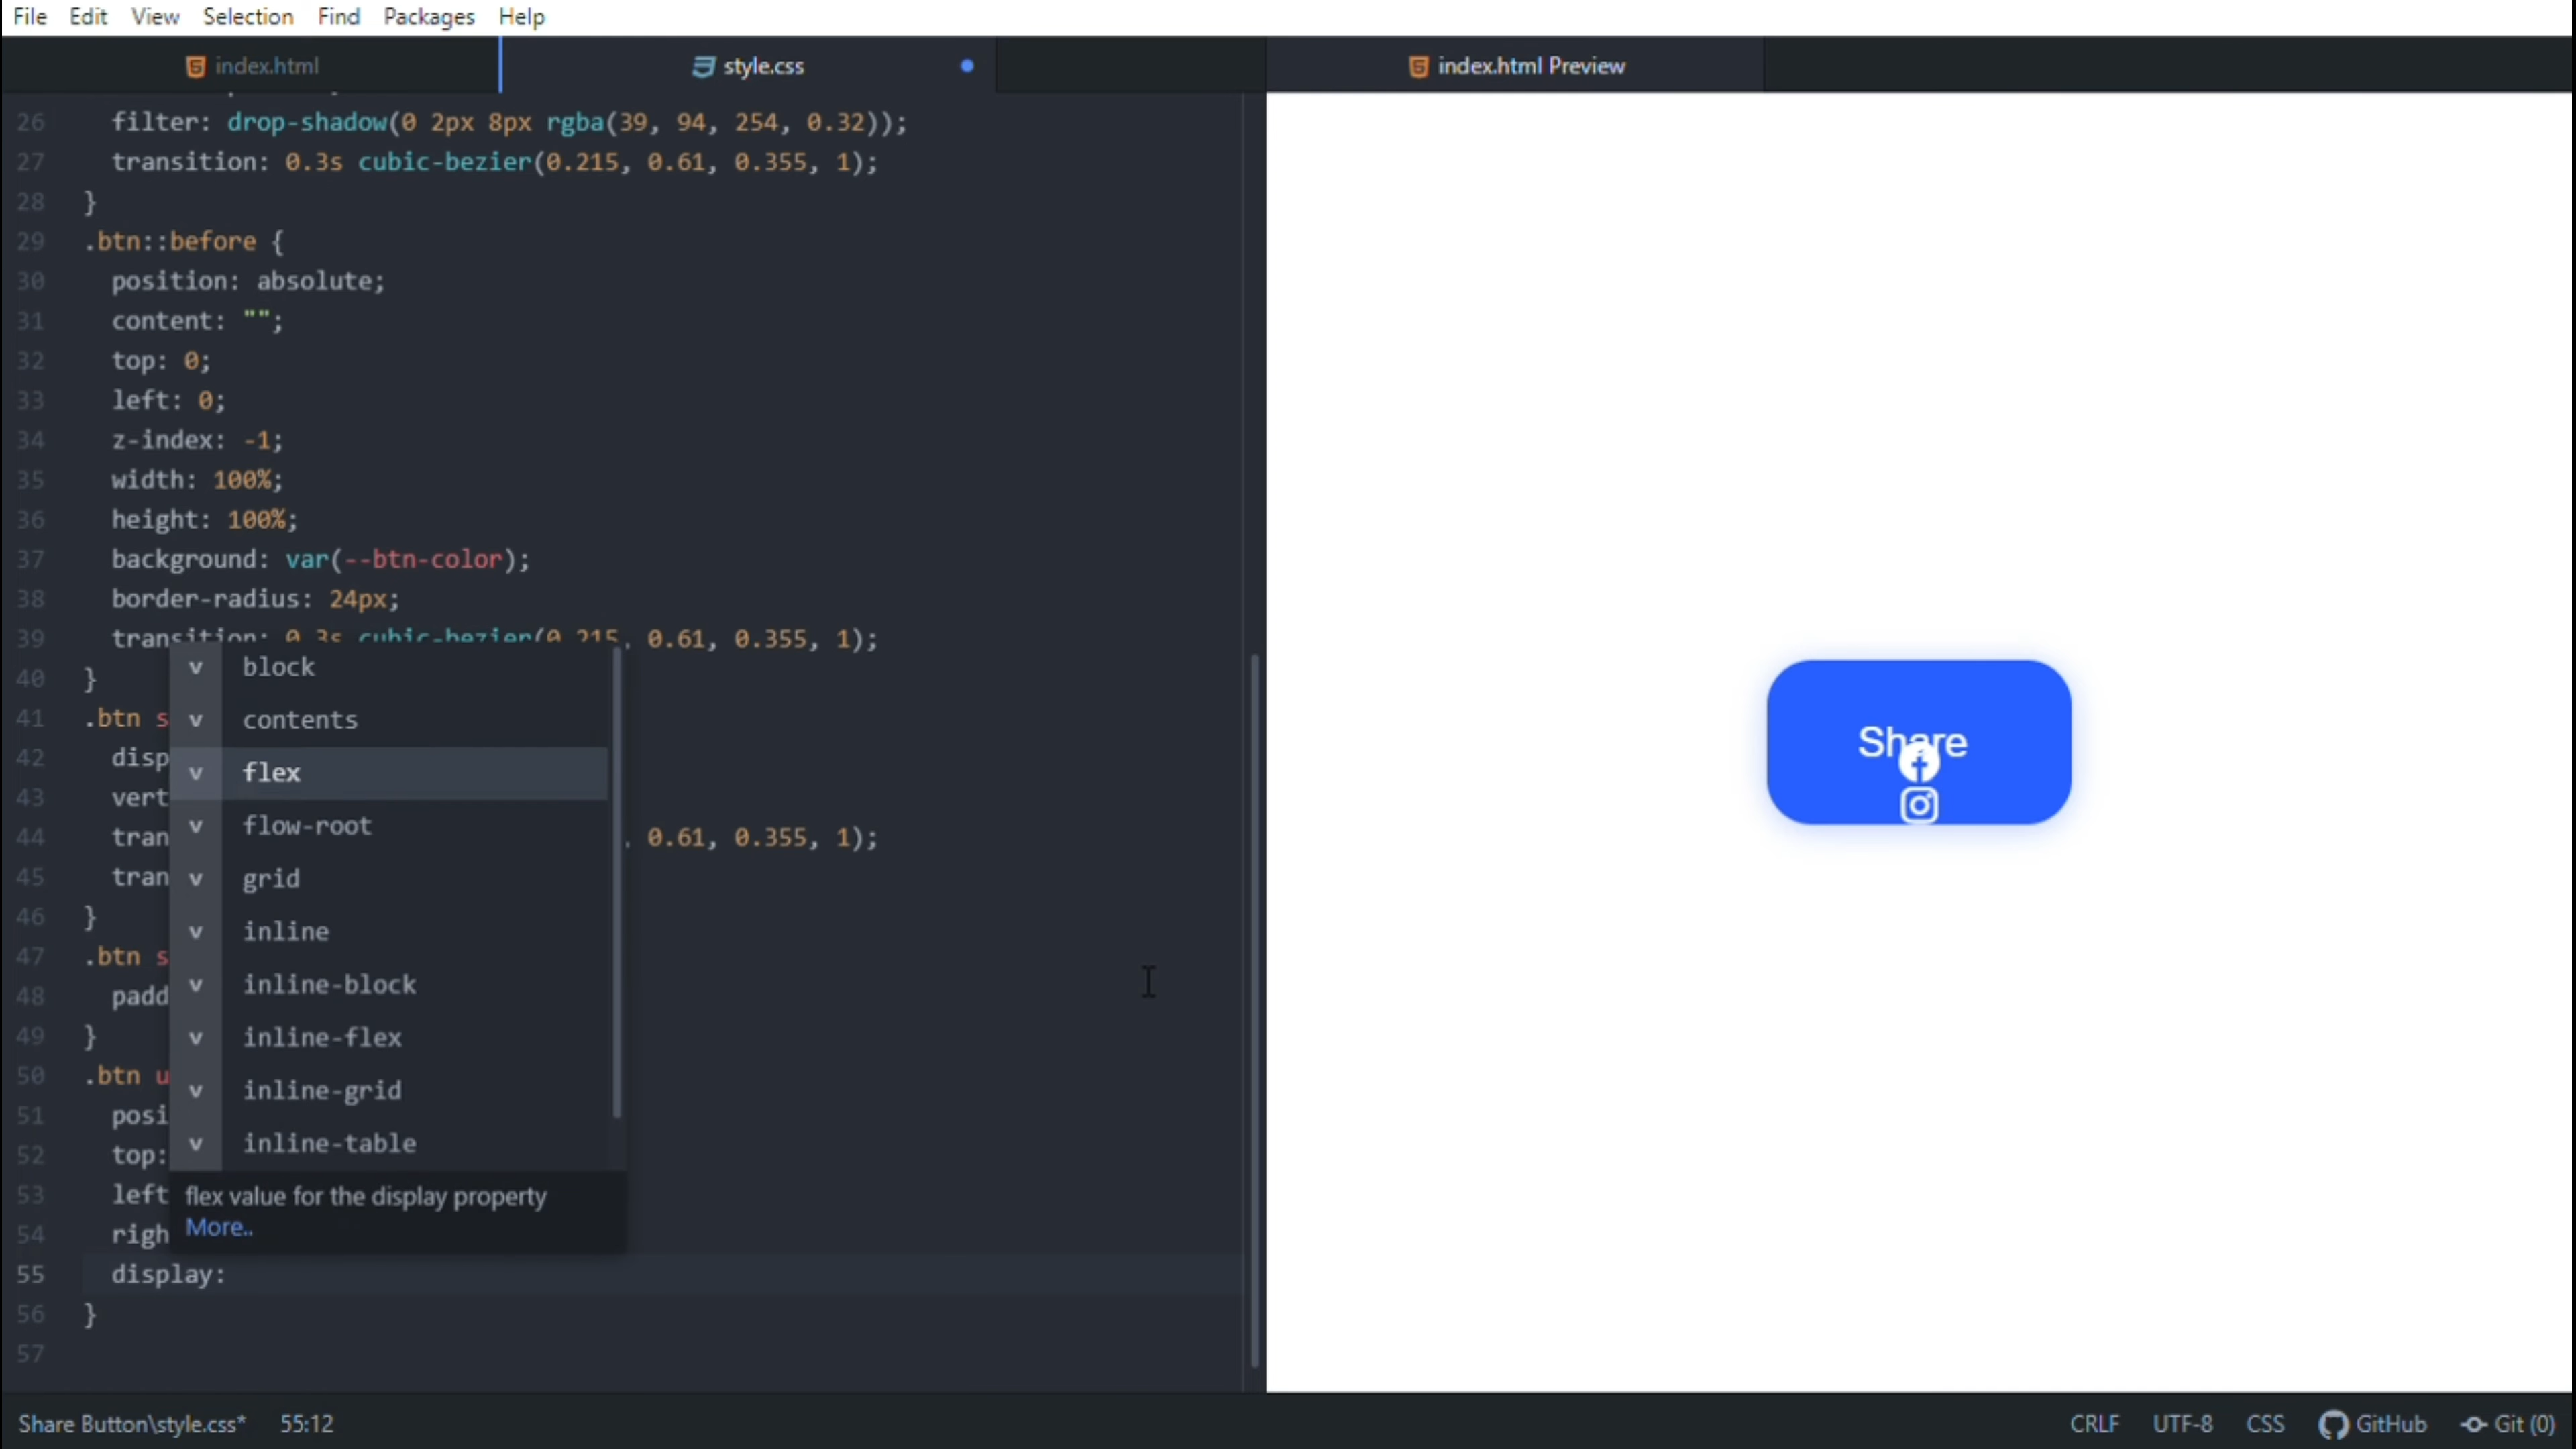 File Edit View Selection Find Packages Help
index.html
style.css
index.html Preview
26 filter: drop-shadow(0 2px 8px rgba(39, 94, 254, 0.32));
27 transition: 0.3s cubic-bezier(0.215, 0.61, 0.355, 1);
28 }
29 .btn::before {
30 position: absolute;
31 content: "";
32 top: 0;
33 left: 0;
34 z-index: -1;
35 width: 100%;
36 height: 100%;
37 background: var(--btn-color);
38 border-radius: 24px;
39 transition: 0.3s cubic-bezier(0.215, 0.61, 0.355, 1);
40 }
41 .btn s
42 disp
43 vert
44 tran , 0.61, 0.355, 1);
45 tran
46 }
47 .btn s
48 padd
49 }
50 .btn u
51 posi
52 top:
53 left
54 righ
55 display:
56 }
57
v block
v contents
v flex
v flow-root
v grid
v inline
v inline-block
v inline-flex
v inline-grid
v inline-table
flex value for the display property
More..
Share
Share Button\style.css* 55:12
CRLF UTF-8 CSS GitHub Git (0)